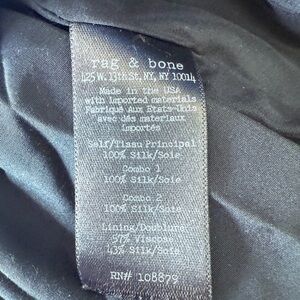 rag & bone
425 W. 13th St, NY, NY 10014
Made in the USA
with imported materials
Fabriqué Aux États-Unis
avec des materiaux
importés
Self/Tissu Principal
100% Silk/Soie
Combo 1
100% Silk/Soie
Combo 2
100% Silk/Soie
Lining/Doublure
57% Viscose
43% Silk/Soie
RN# 108879